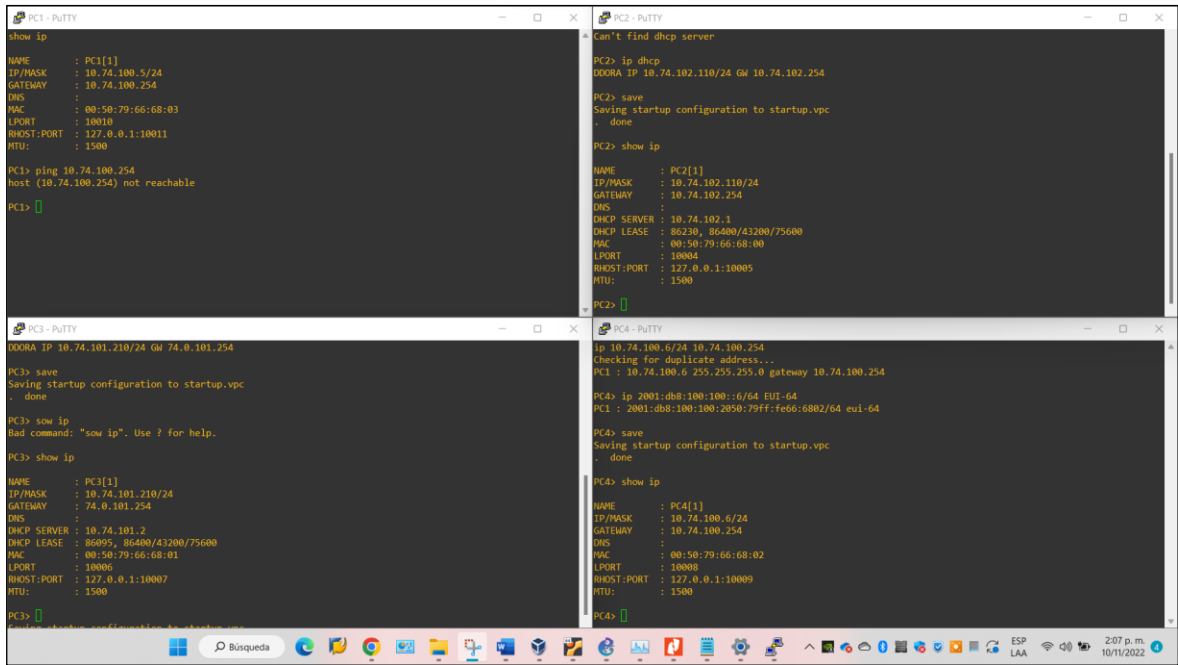 PC1 - PuTTY
show ip
NAME : PC1[1]
IP/MASK : 10.74.100.5/24
GATEWAY : 10.74.100.254
DNS :
MAC : 00:50:79:66:68:03
LPORT : 10010
RHOST:PORT : 127.0.0.1:10011
MTU: : 1500
PC1> ping 10.74.100.254
host (10.74.100.254) not reachable
PC1>
PC2 - PuTTY
Can't find dhcp server
PC2> ip dhcp
DDORA IP 10.74.102.110/24 GW 10.74.102.254
PC2> save
Saving startup configuration to startup.vpc
. done
PC2> show ip
NAME : PC2[1]
IP/MASK : 10.74.102.110/24
GATEWAY : 10.74.102.254
DNS :
DHCP SERVER : 10.74.102.1
DHCP LEASE : 86230, 86400/43200/75600
MAC : 00:50:79:66:68:00
LPORT : 10004
RHOST:PORT : 127.0.0.1:10005
MTU: : 1500
PC2>
PC3 - PuTTY
DDORA IP 10.74.101.210/24 GW 74.0.101.254
PC3> save
Saving startup configuration to startup.vpc
. done
PC3> sow ip
Bad command: "sow ip". Use ? for help.
PC3> show ip
NAME : PC3[1]
IP/MASK : 10.74.101.210/24
GATEWAY : 74.0.101.254
DNS :
DHCP SERVER : 10.74.101.2
DHCP LEASE : 86095, 86400/43200/75600
MAC : 00:50:79:66:68:01
LPORT : 10006
RHOST:PORT : 127.0.0.1:10007
MTU: : 1500
PC3>
Saving startup configuration to startup.vpc
PC4 - PuTTY
ip 10.74.100.6/24 10.74.100.254
Checking for duplicate address...
PC1 : 10.74.100.6 255.255.255.0 gateway 10.74.100.254
PC4> ip 2001:db8:100:100::6/64 EUI-64
PC1 : 2001:db8:100:100:2050:79ff:fe66:6802/64 eui-64
PC4> save
Saving startup configuration to startup.vpc
. done
PC4> show ip
NAME : PC4[1]
IP/MASK : 10.74.100.6/24
GATEWAY : 10.74.100.254
DNS :
MAC : 00:50:79:66:68:02
LPORT : 10008
RHOST:PORT : 127.0.0.1:10009
MTU: : 1500
PC4>
Búsqueda
ESP
LAA
2:07 p. m.
10/11/2022
4